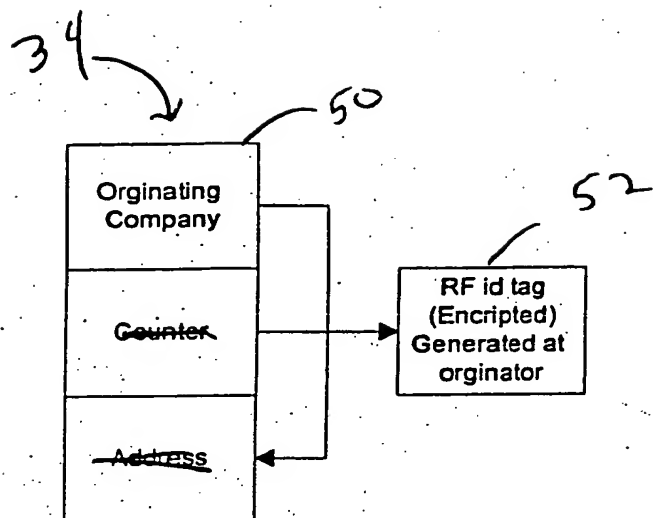 34
50
52
Orginating
Company
Counter
Address
RF id tag
(Encripted)
Generated at
orginator